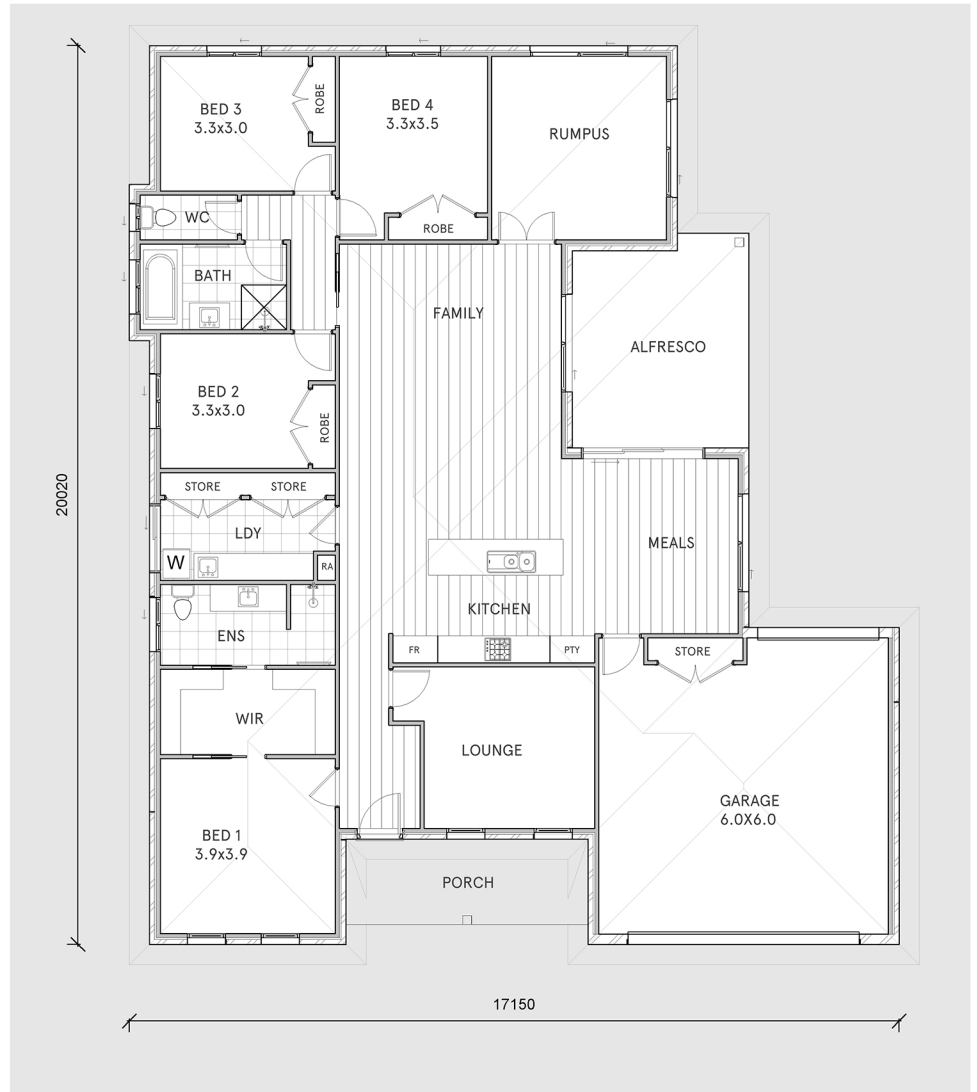 BED 3
3.3x3.0
ROBE
BED 4
3.3x3.5
RUMPUS
WC
ROBE
BATH
FAMILY
ALFRESCO
BED 2
3.3x3.0
ROBE
20020
STORE
STORE
LDY
MEALS
W
RA
KITCHEN
ENS
FR
PTY
STORE
WIR
LOUNGE
GARAGE
6.0X6.0
BED 1
3.9x3.9
PORCH
17150